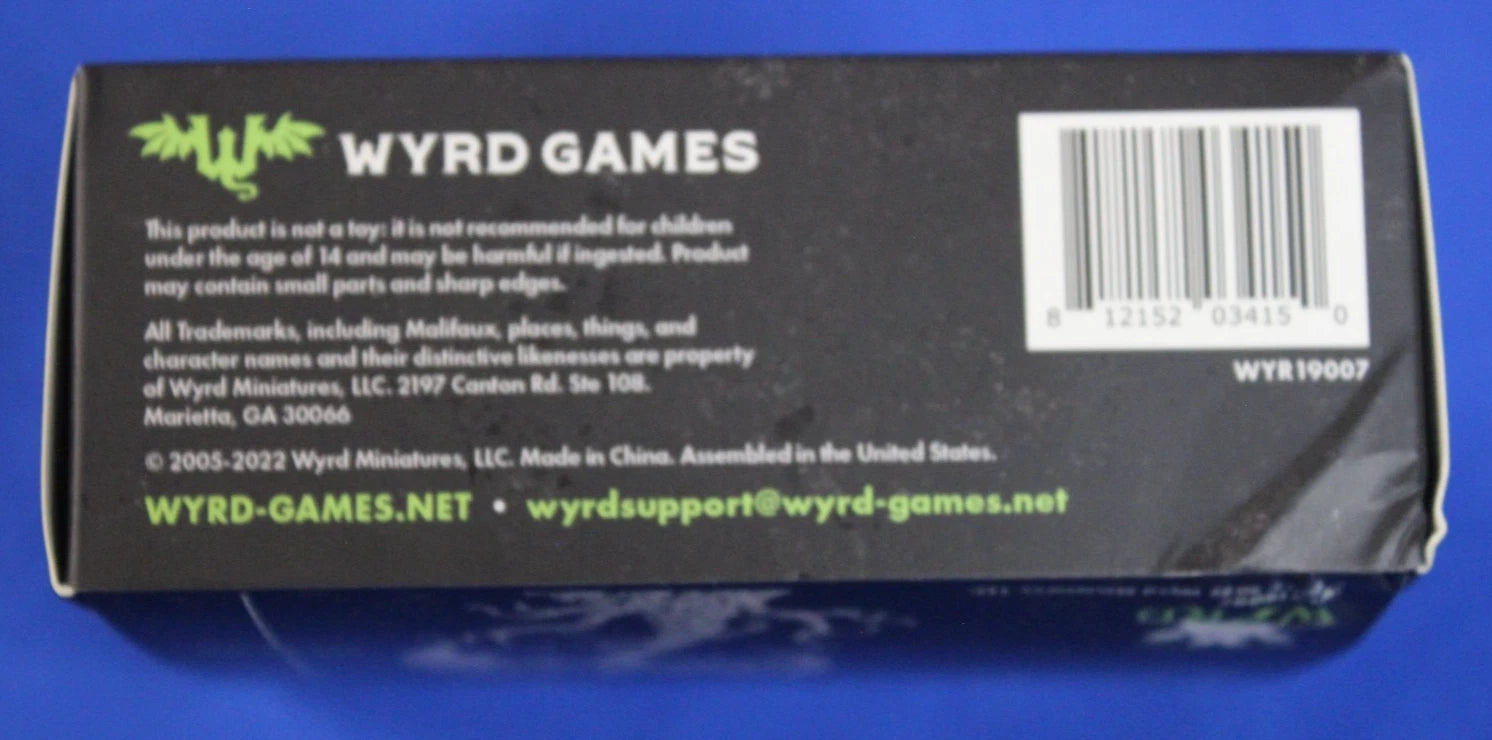 WYRD GAMES
This product is not a toy: it is not recommended for children
under the age of 14 and may be harmful if ingested. Product
may contain small parts and sharp edges.
All Trademarks, including Malifaux, places, things, and
character names and their distinctive likenesses are property
of Wyrd Miniatures, LLC. 2197 Canton Rd. Ste 108.
Marietta, GA 30066
© 2005-2022 Wyrd Miniatures, LLC. Made in China. Assembled in the United States.
WYRD-GAMES.NET • wyrdsupport@wyrd-games.net
8 12152 03415 0
WYR19007